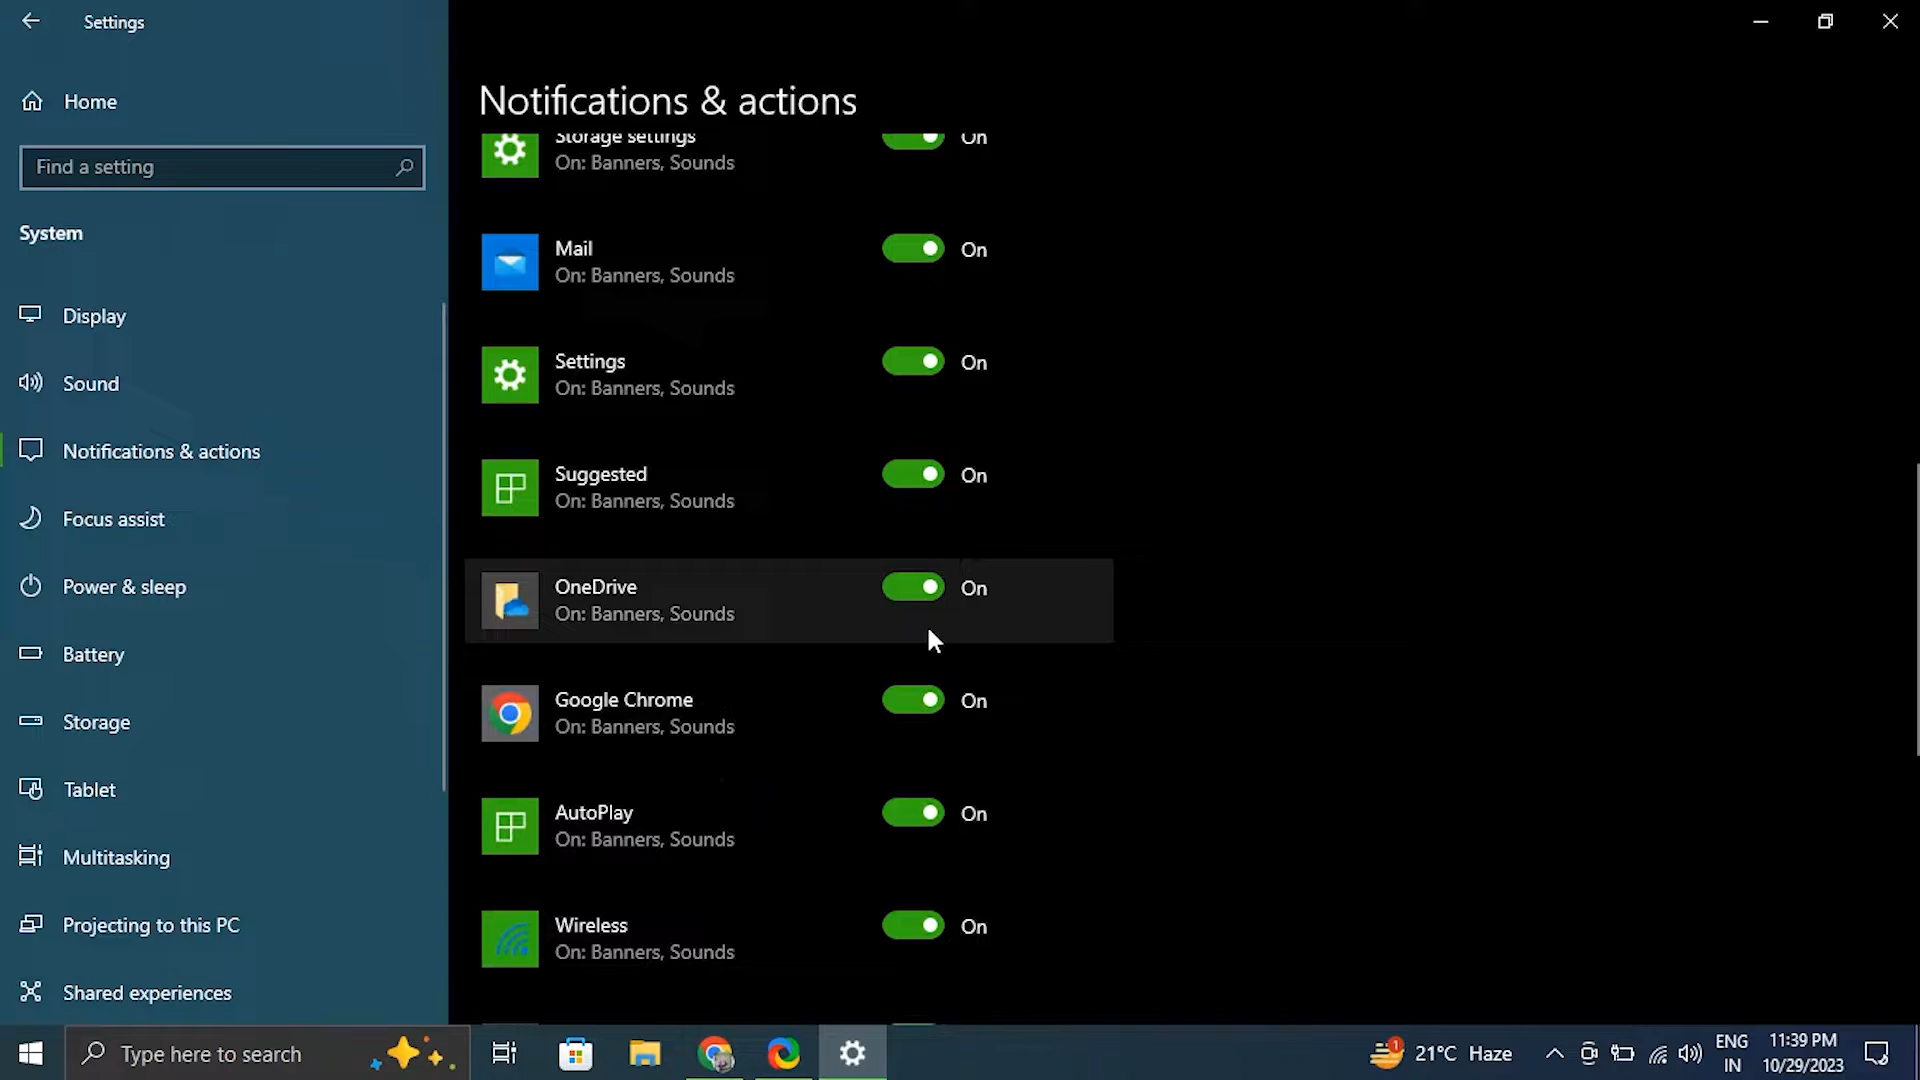 Settings
Home
Find a setting
System
Display
Sound
Notifications & actions
Focus assist
Power & sleep
Battery
Storage
Tablet
Multitasking
Projecting to this PC
Shared experiences
Notifications & actions
Storage settings
On
On: Banners, Sounds
Mail
On
On: Banners, Sounds
Settings
On
On: Banners, Sounds
Suggested
On
On: Banners, Sounds
OneDrive
On
On: Banners, Sounds
Google Chrome
On
On: Banners, Sounds
AutoPlay
On
On: Banners, Sounds
Wireless
On
On: Banners, Sounds
Type here to search
1
21°C Haze
ENG
IN
11:39 PM
10/29/2023